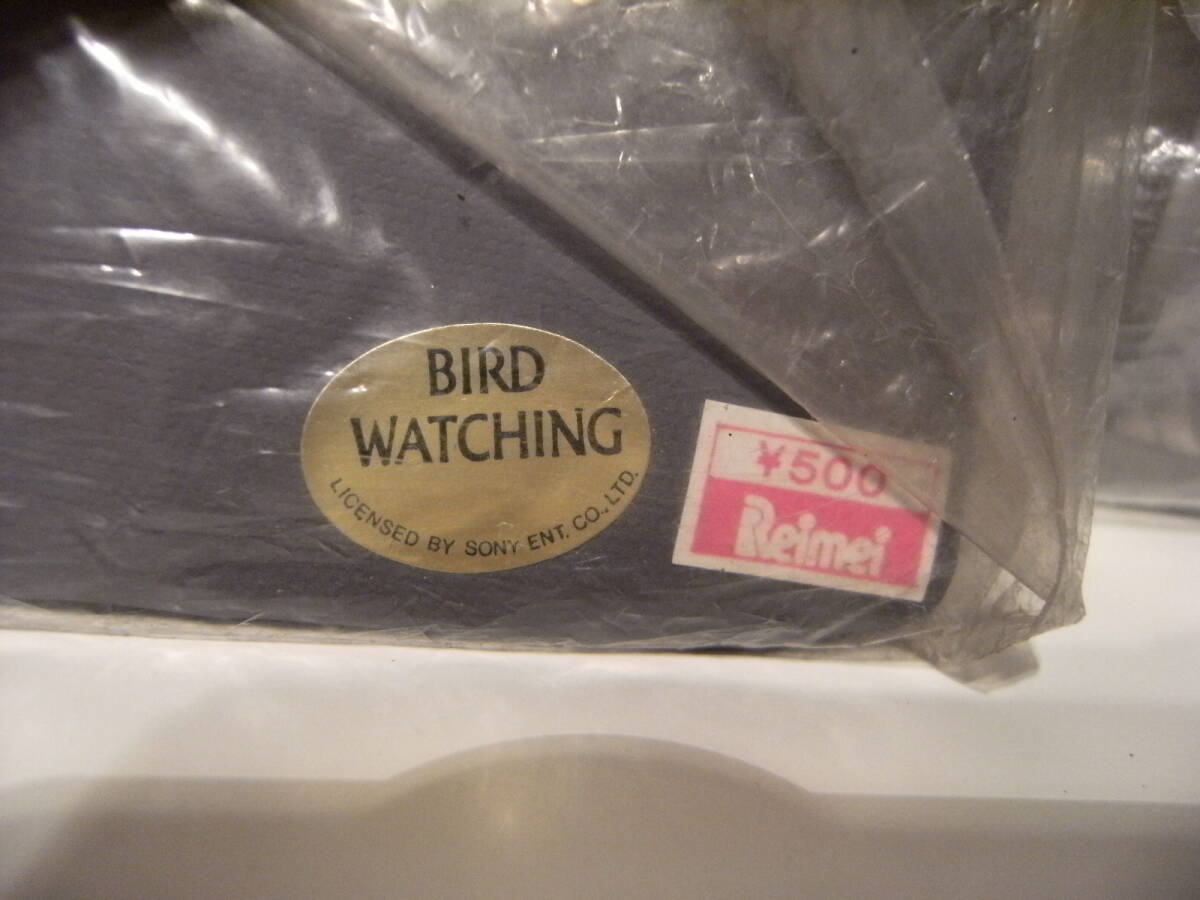 BIRD
WATCHING
LICENSED BY SONY ENT. CO., LTD.
¥500
Reimei